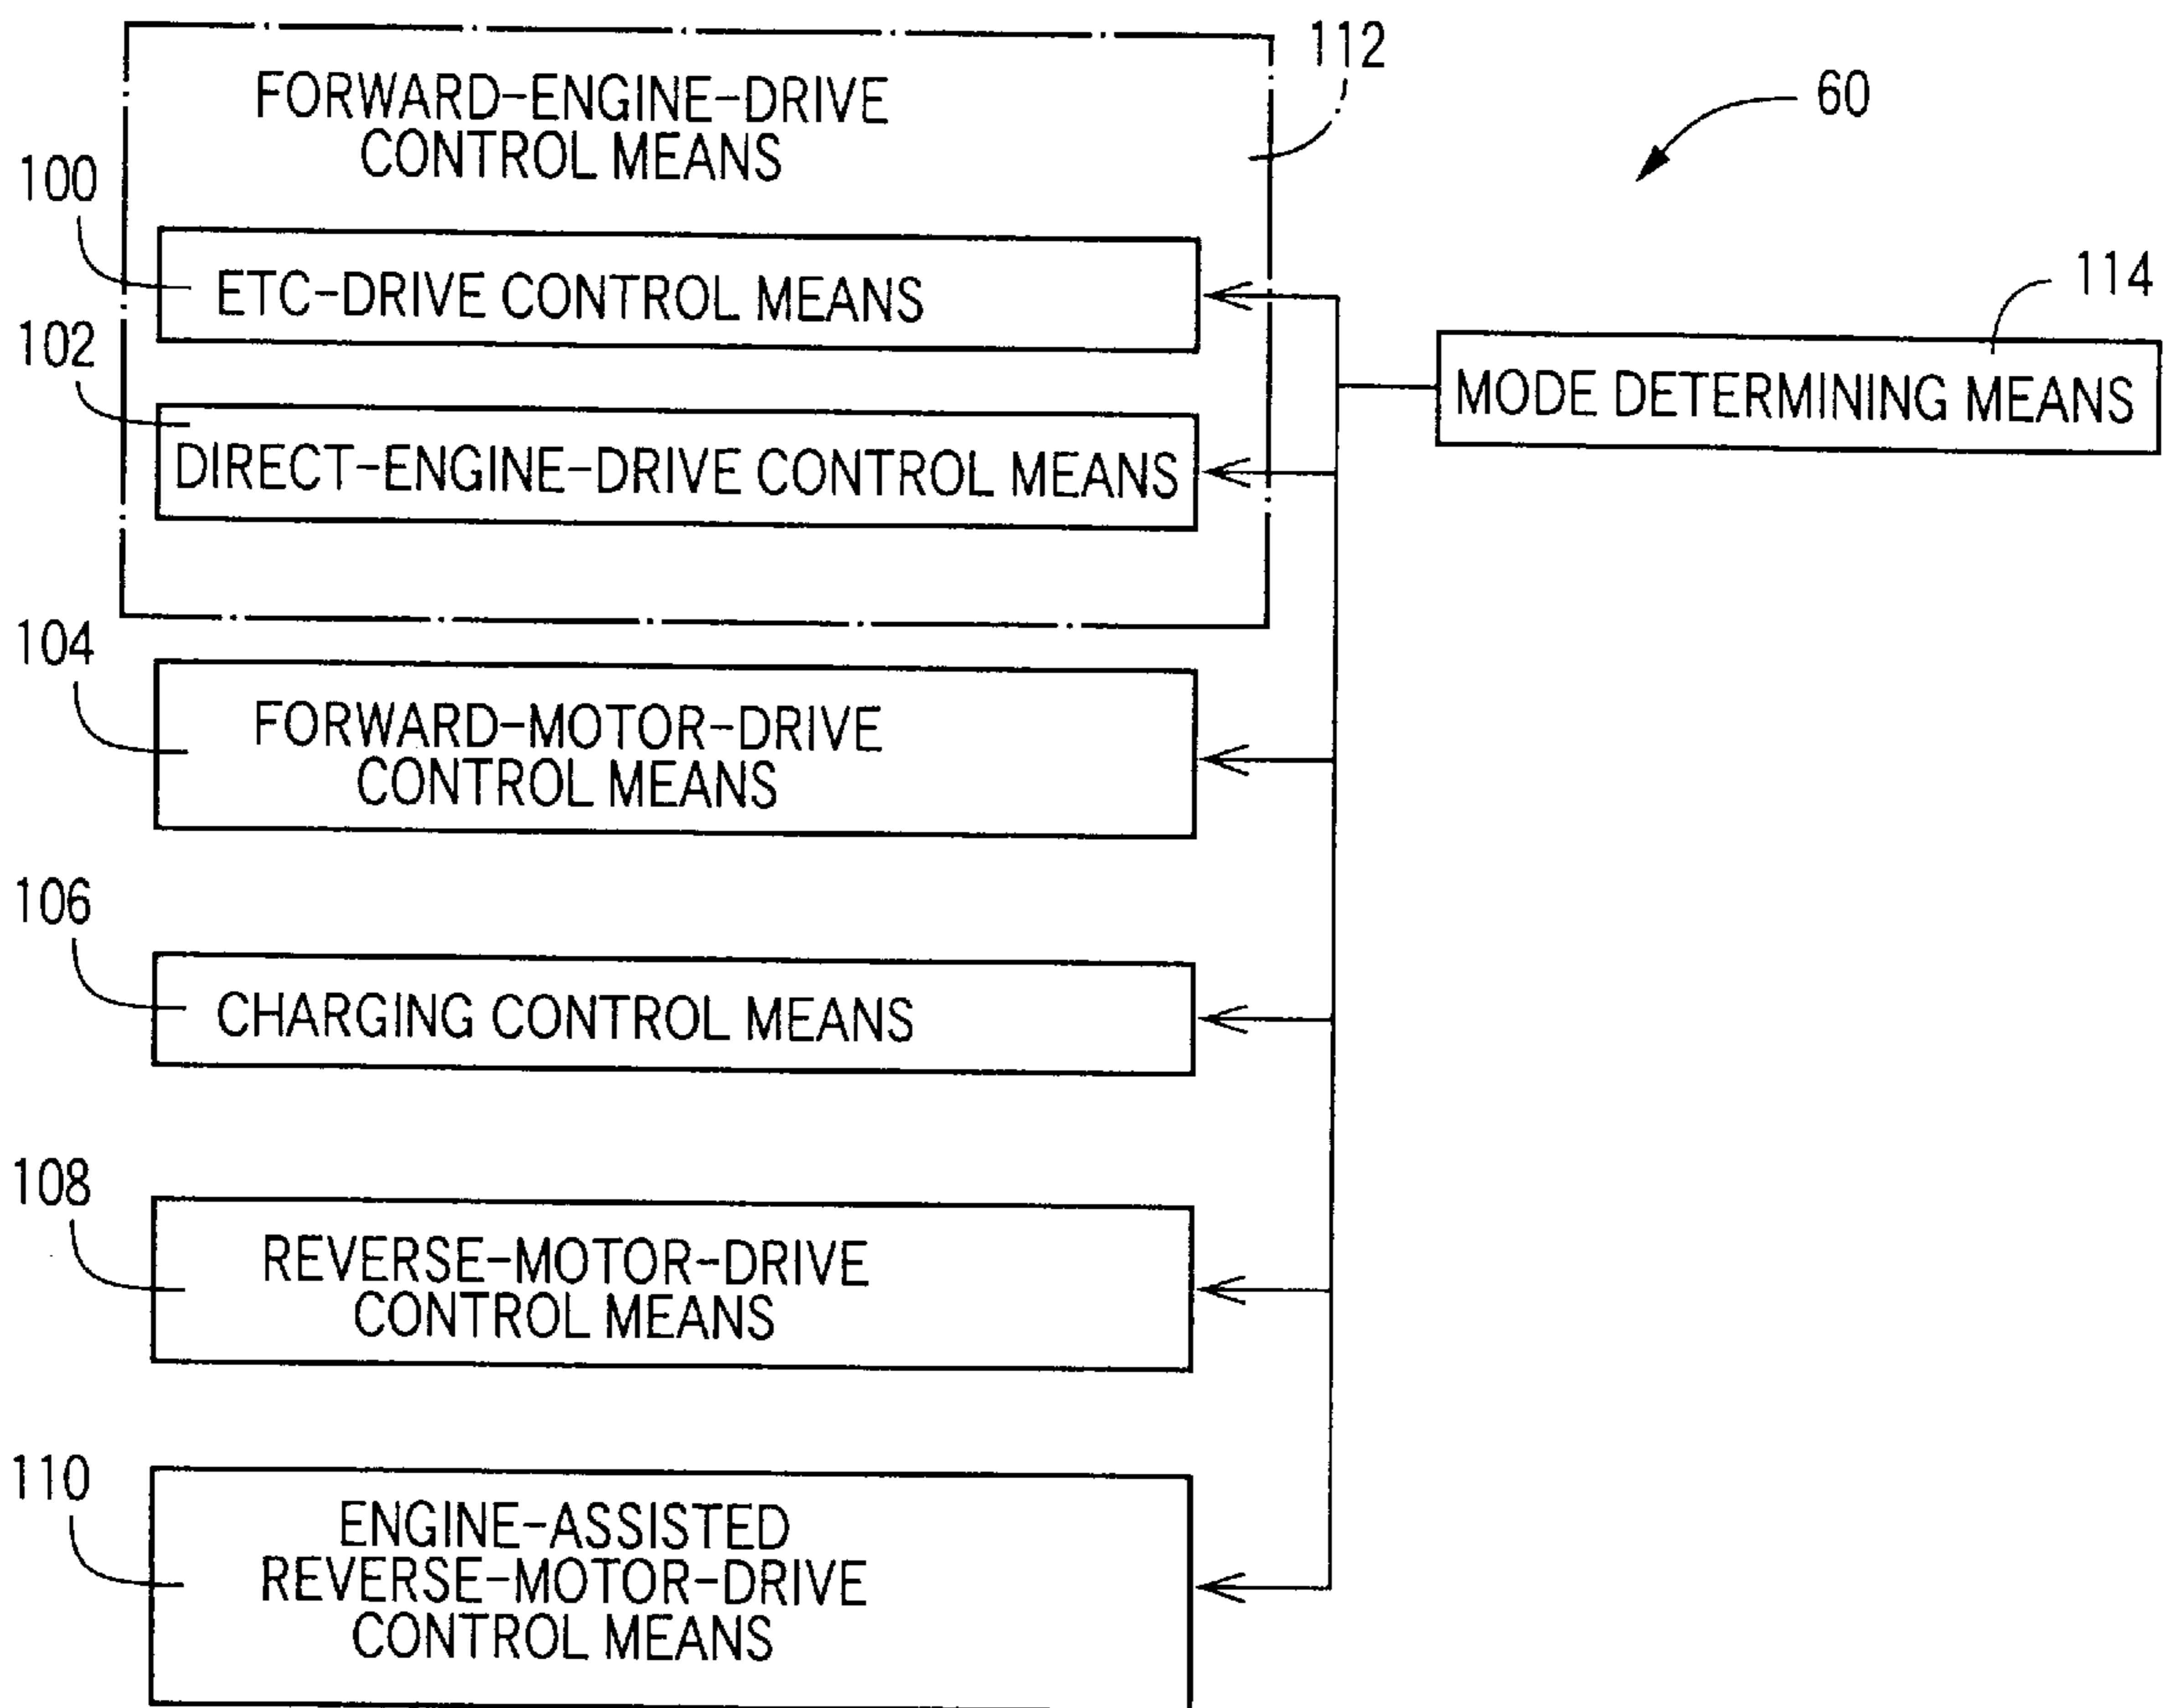 112
60
FORWARD-ENGINE-DRIVE
CONTROL MEANS
100
ETC-DRIVE CONTROL MEANS
114
102
MODE DETERMINING MEANS
DIRECT-ENGINE-DRIVE CONTROL MEANS
104
FORWARD-MOTOR-DRIVE
CONTROL MEANS
106
CHARGING CONTROL MEANS
108
REVERSE-MOTOR-DRIVE
CONTROL MEANS
110
ENGINE-ASSISTED
REVERSE-MOTOR-DRIVE
CONTROL MEANS